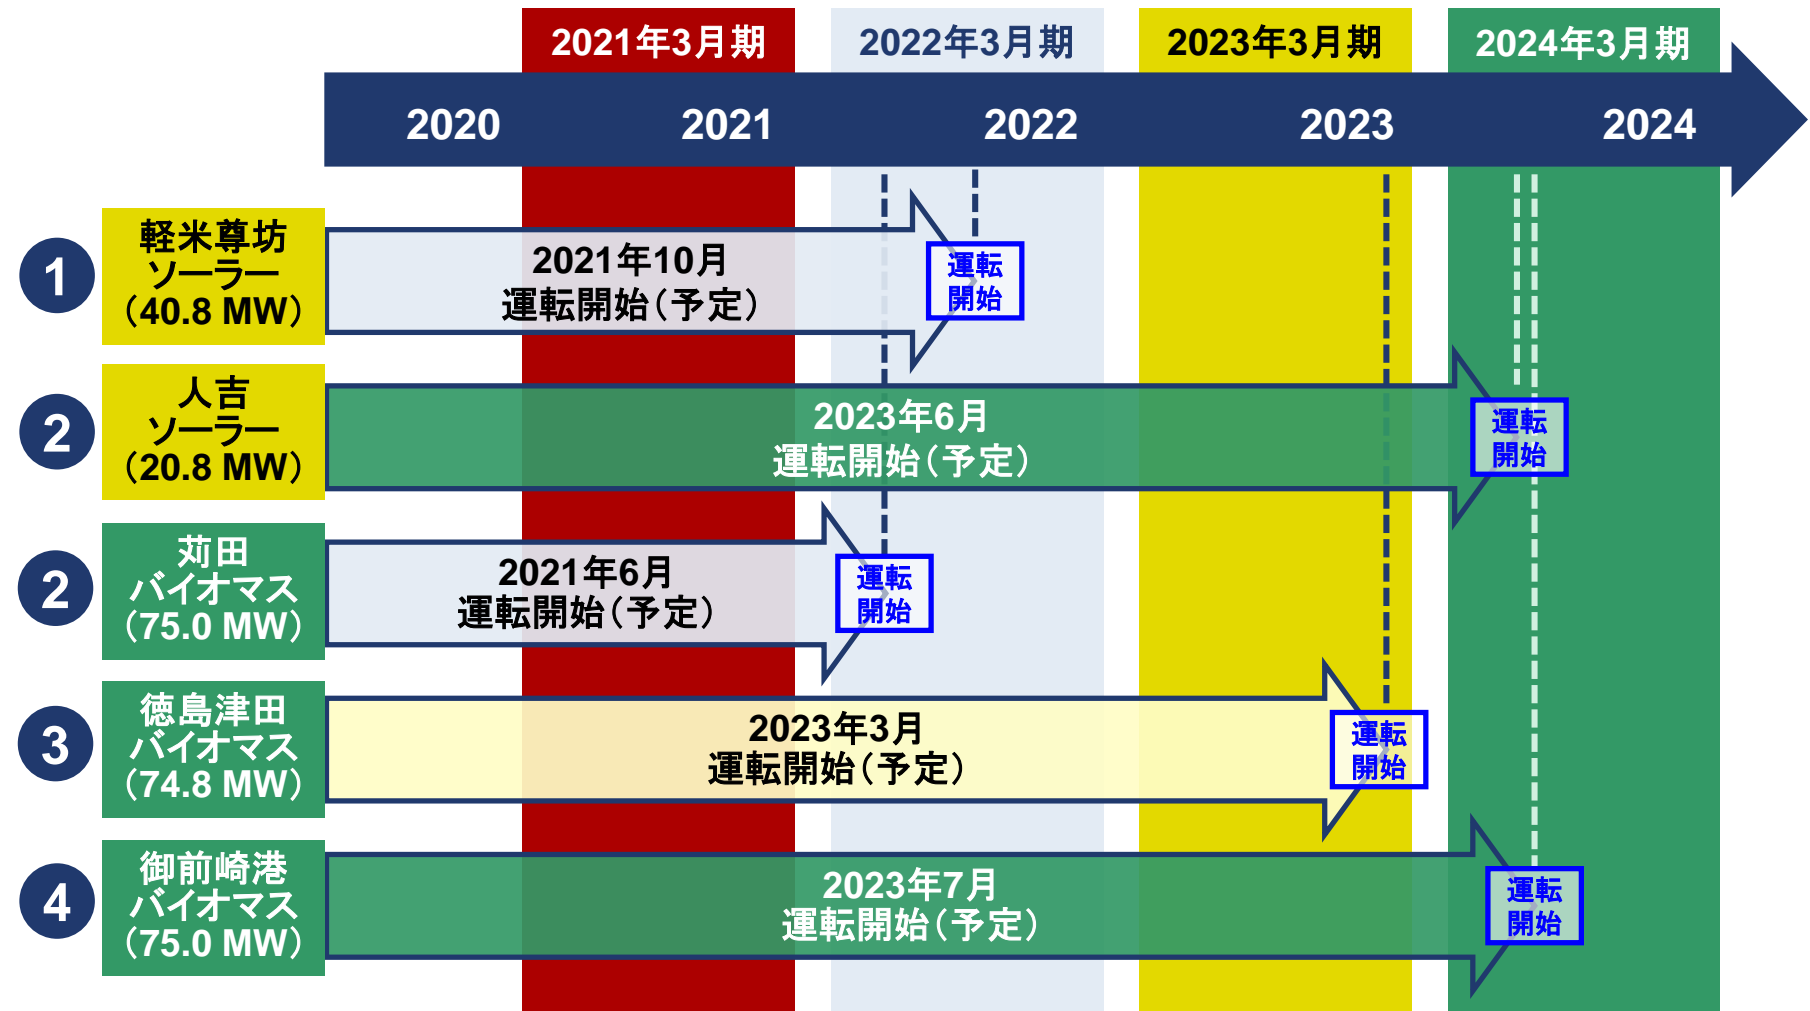 2021年3月期
2022年3月期
2023年3月期
2024年3月期
2020
2021
2022
2023
2024
1
軽米尊坊
ソーラー
(40.8 MW)
2021年10月
運転開始(予定)
運転
開始
2
人吉
ソーラー
(20.8 MW)
2023年6月
運転開始(予定)
運転
開始
2
苅田
バイオマス
(75.0 MW)
2021年6月
運転開始(予定)
運転
開始
3
徳島津田
バイオマス
(74.8 MW)
2023年3月
運転開始(予定)
運転
開始
4
御前崎港
バイオマス
(75.0 MW)
2023年7月
運転開始(予定)
運転
開始